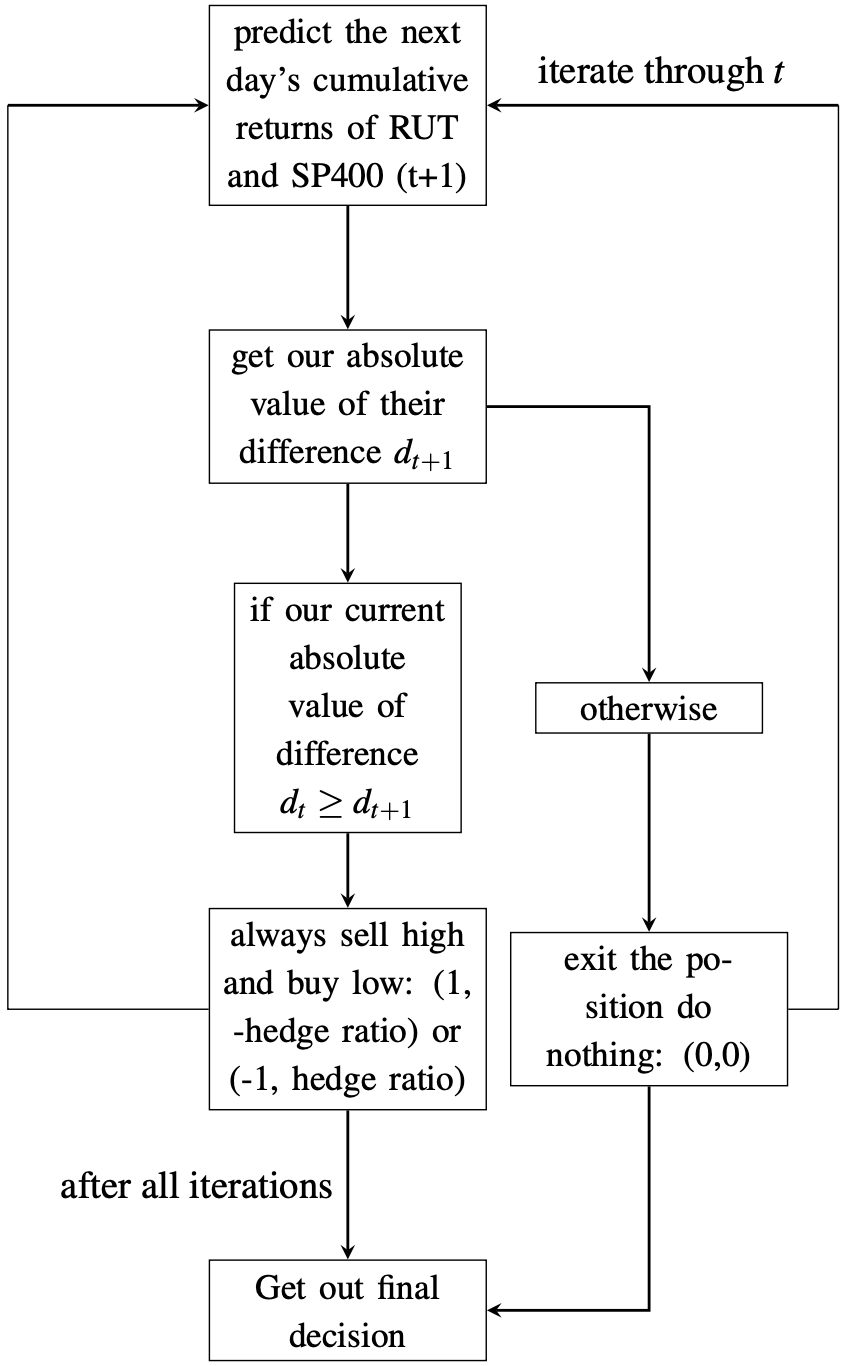 predict the next
day's cumulative
returns of RUT
and SP400 (t+1)
iterate through t
get our absolute
value of their
difference d_{t+1}
if our current
absolute
value of
difference
d_t ≥ d_{t+1}
otherwise
always sell high
and buy low: (1,
-hedge ratio) or
(-1, hedge ratio)
exit the po-
sition do
nothing: (0,0)
after all iterations
Get out final
decision